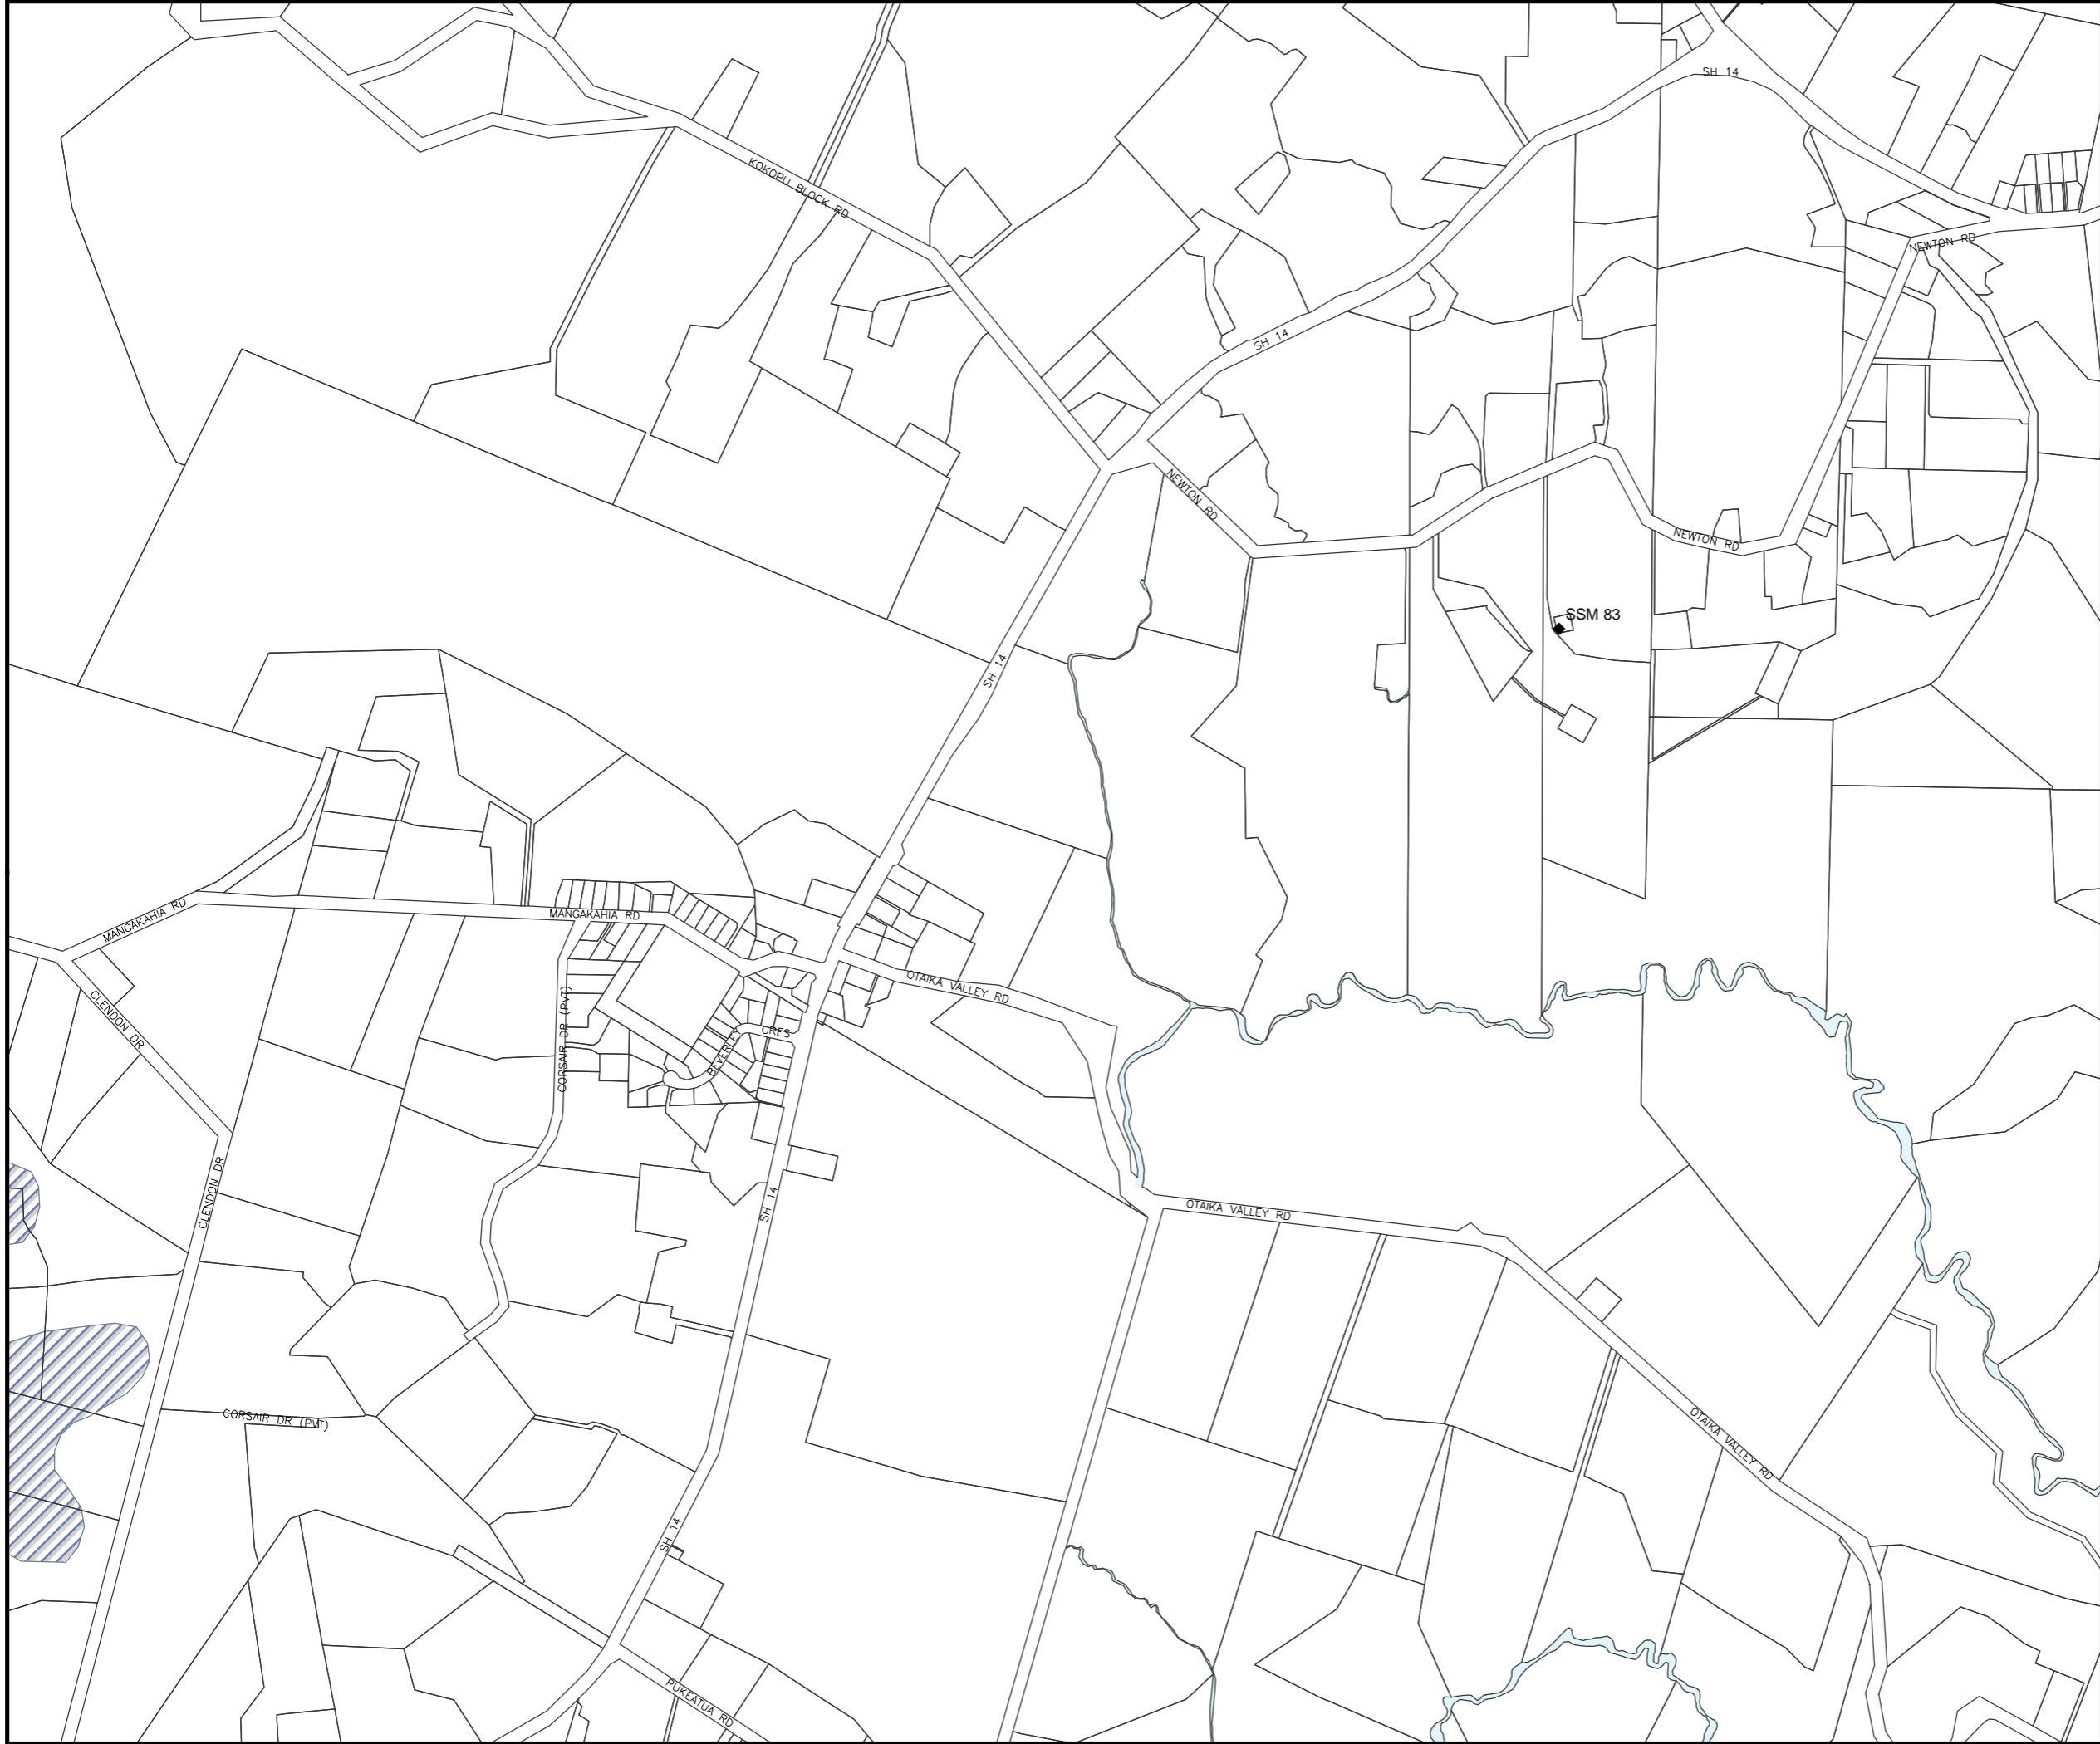 SH 14
KOKOPU BLOCK RD
NEWTON RD
SH 14
NEWTON RD
NEWTON RD
SSM 83
SH 14
MANGAKAHIA RD
MANGAKAHIA RD
OTAIKA VALLEY RD
CLENDON DR
CORSAIR DR (PVT)
BEVERLEY
CRES
CLENDON DR
SH 14
OTAIKA VALLEY RD
CORSAIR DR (PVT)
OTAIKA VALLEY RD
SH 14
PUKEATUA RD